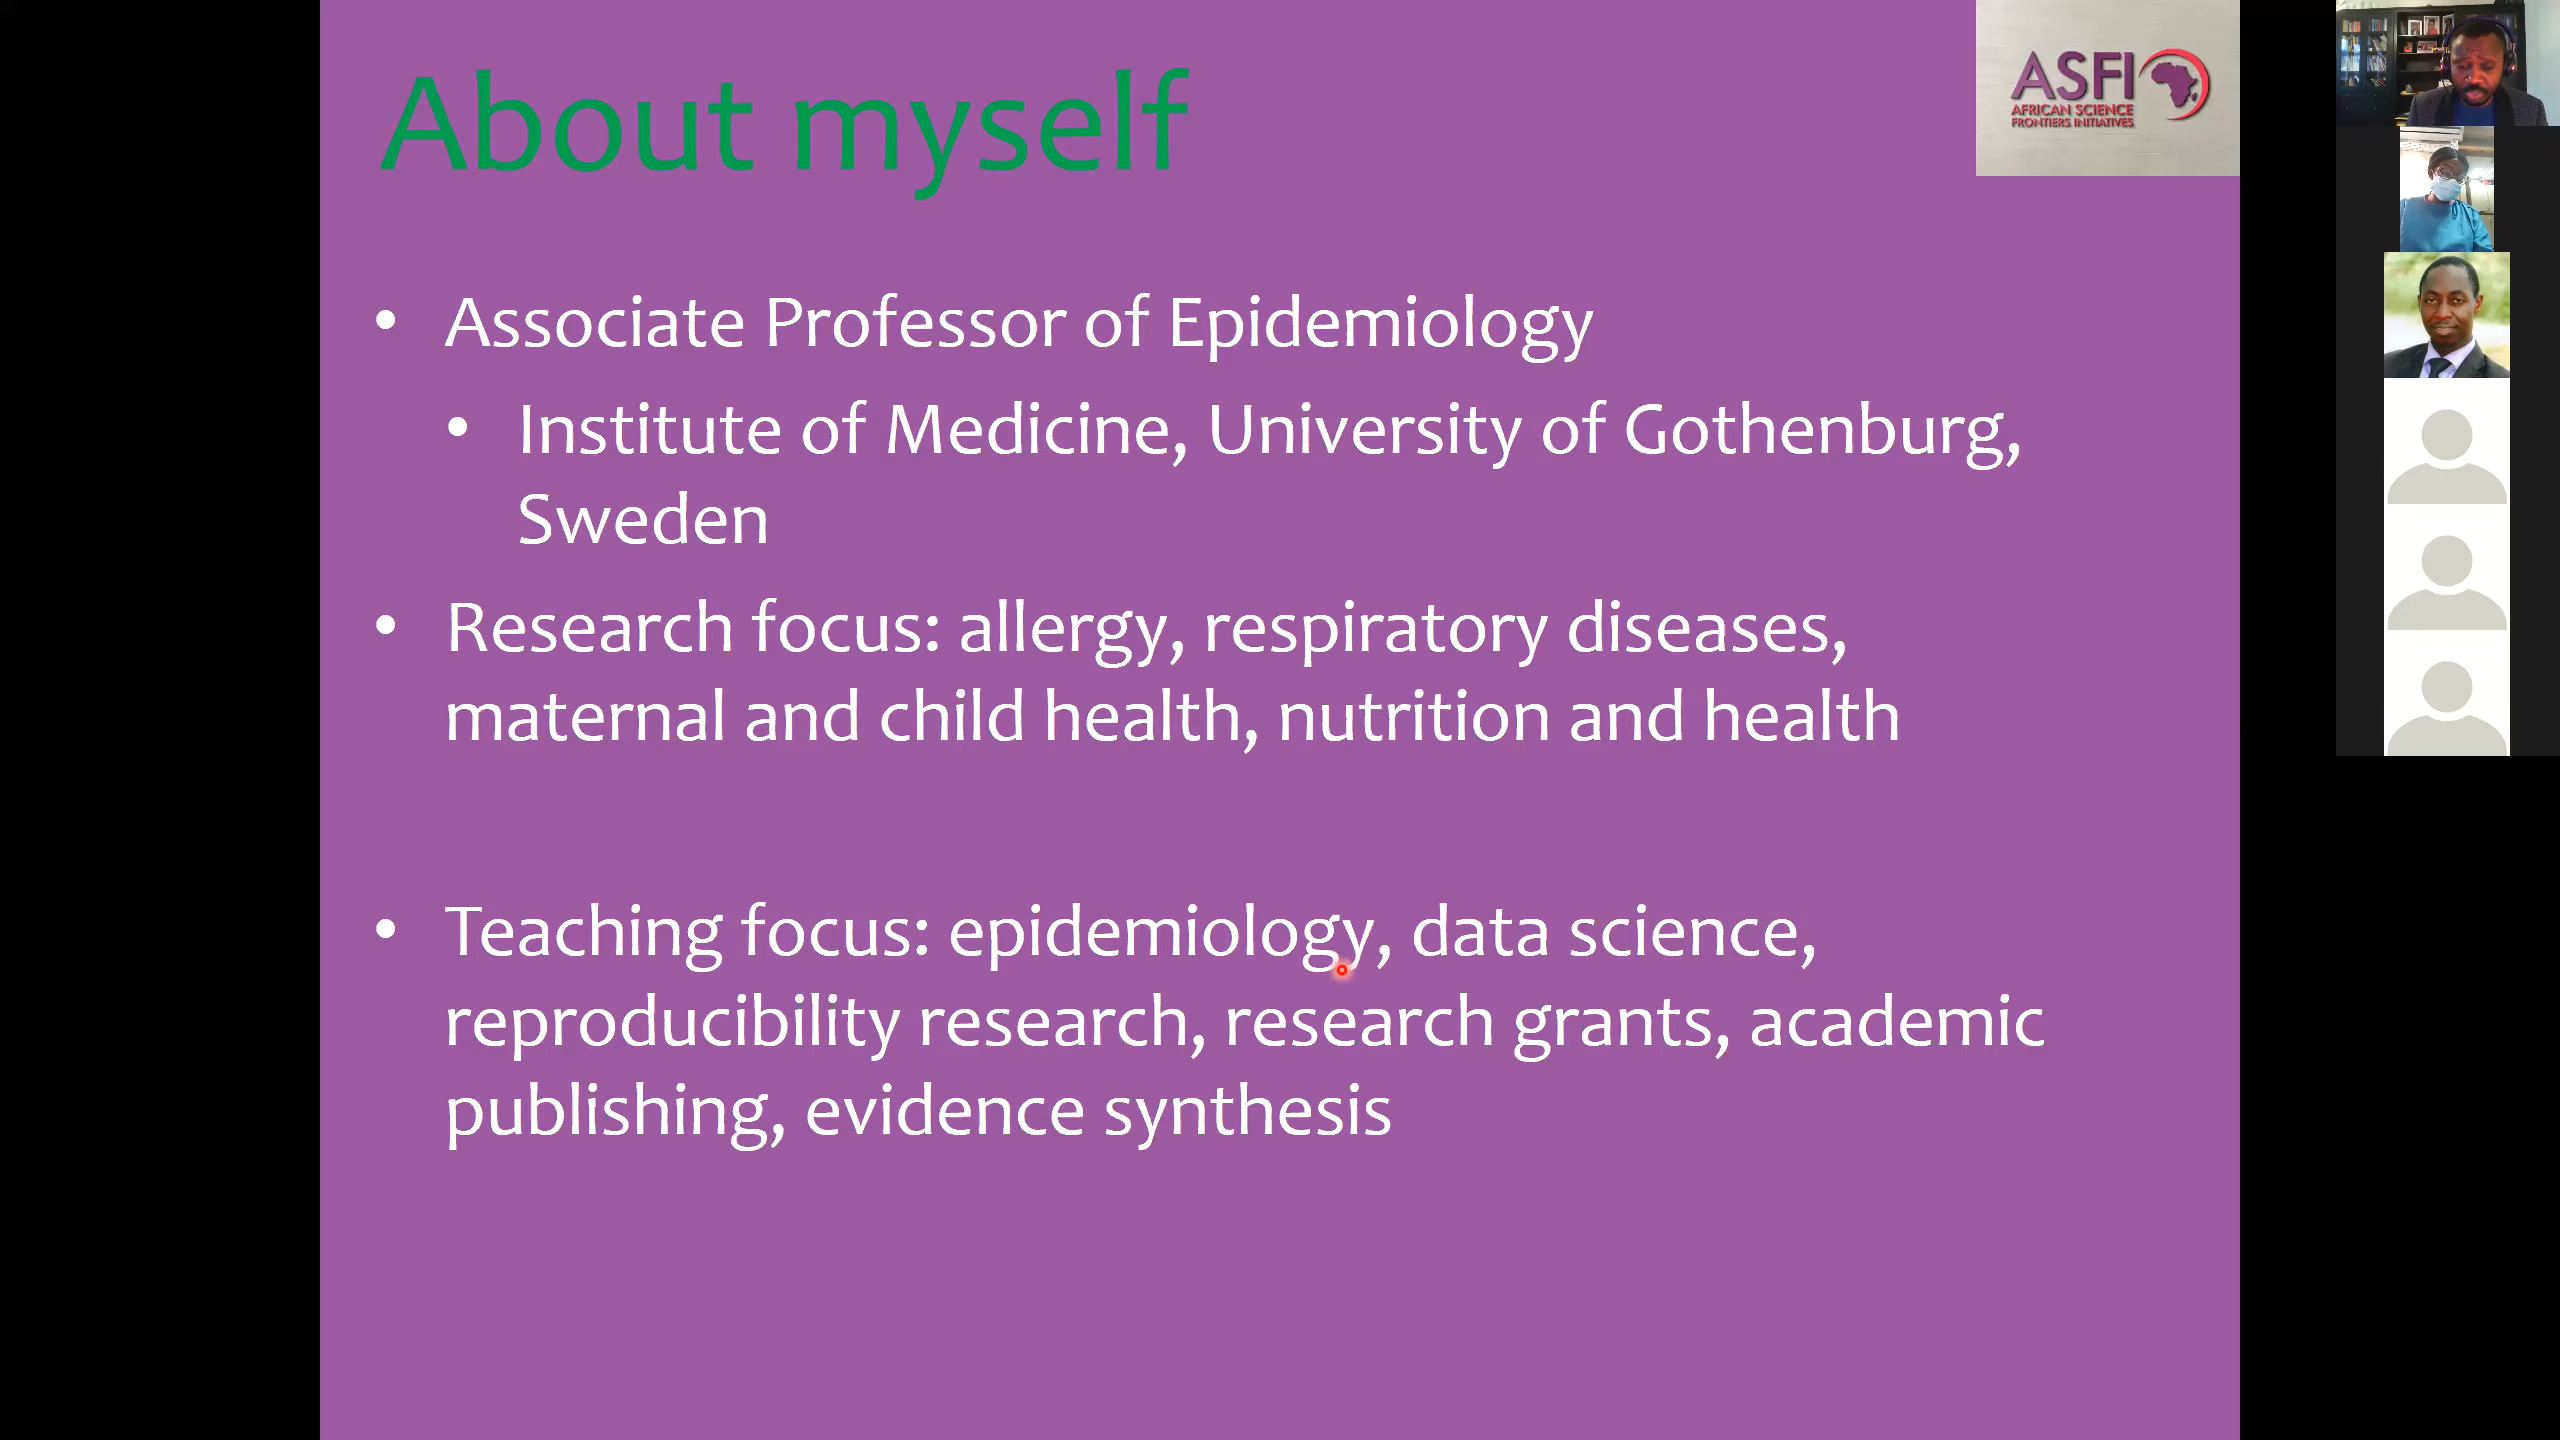 About myself
ASFI
AFRICAN SCIENCE
FRONTIERS INITIATIVES
• Associate Professor of Epidemiology
• Institute of Medicine, University of Gothenburg,
Sweden
• Research focus: allergy, respiratory diseases,
maternal and child health, nutrition and health
• Teaching focus: epidemiology, data science,
reproducibility research, research grants, academic
publishing, evidence synthesis